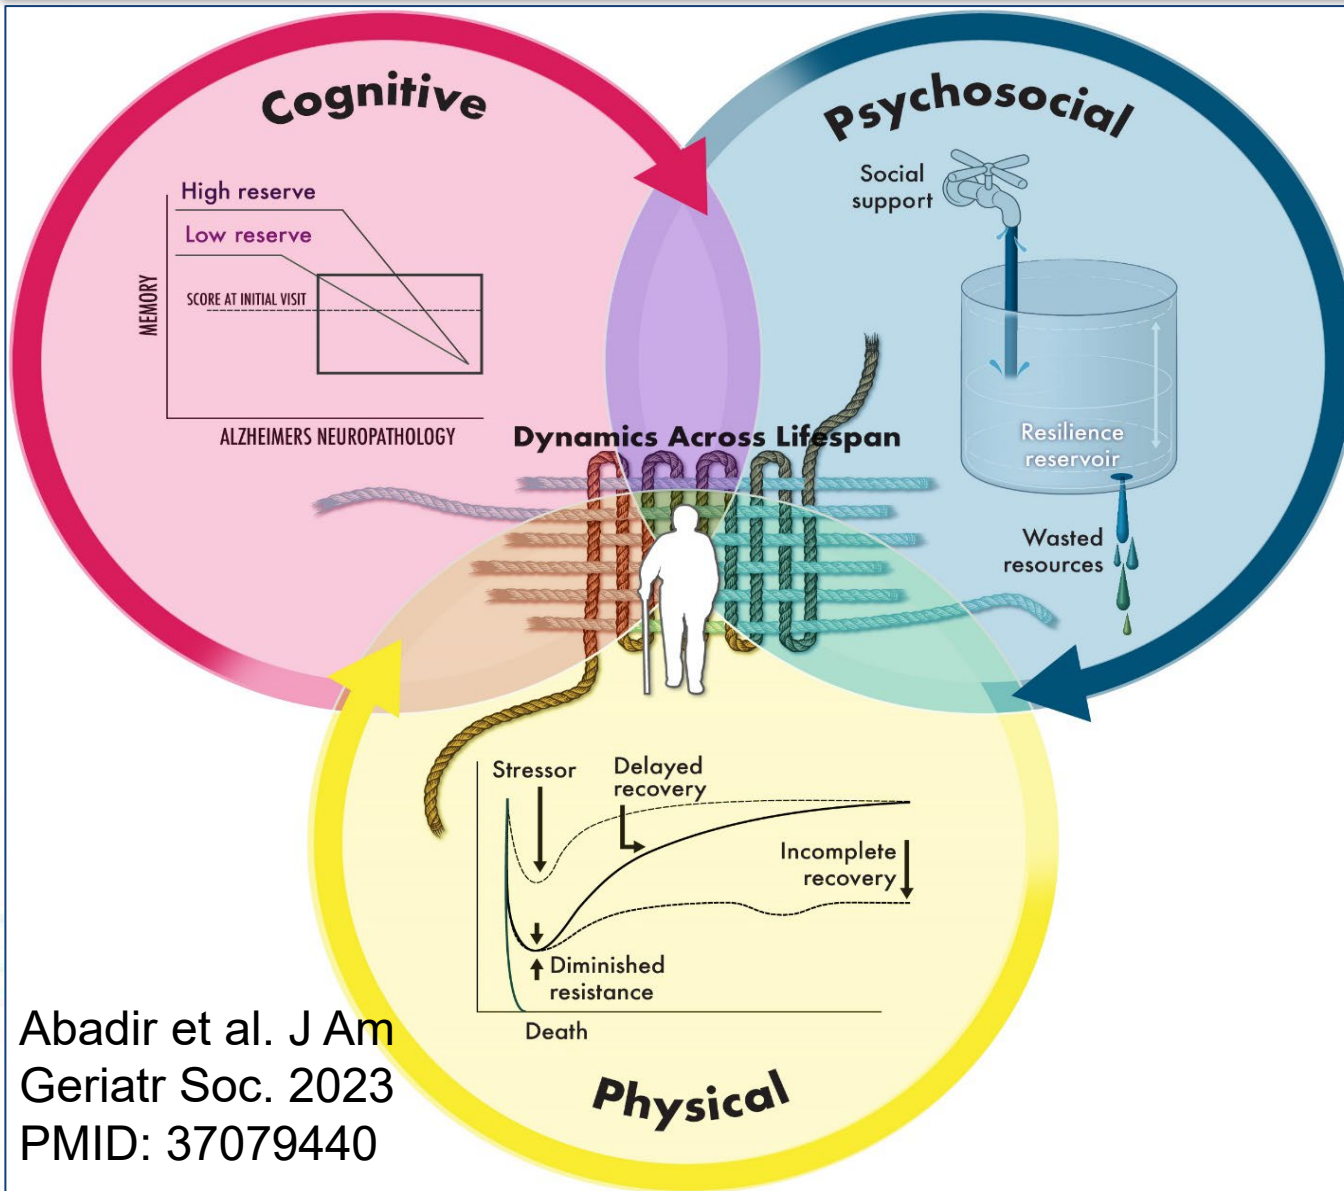 Cognitive
High reserve
Low reserve
SCORE AT INITIAL VISIT
MEMORY
ALZHEIMERS NEUROPATHOLOGY
Psychosocial
Social
support
Resilience
reservoir
Wasted
resources
Dynamics Across Lifespan
Stressor
Delayed
recovery
Incomplete
recovery
Diminished
resistance
Death
Physical
Abadir et al. J Am
Geriatr Soc. 2023
PMID: 37079440